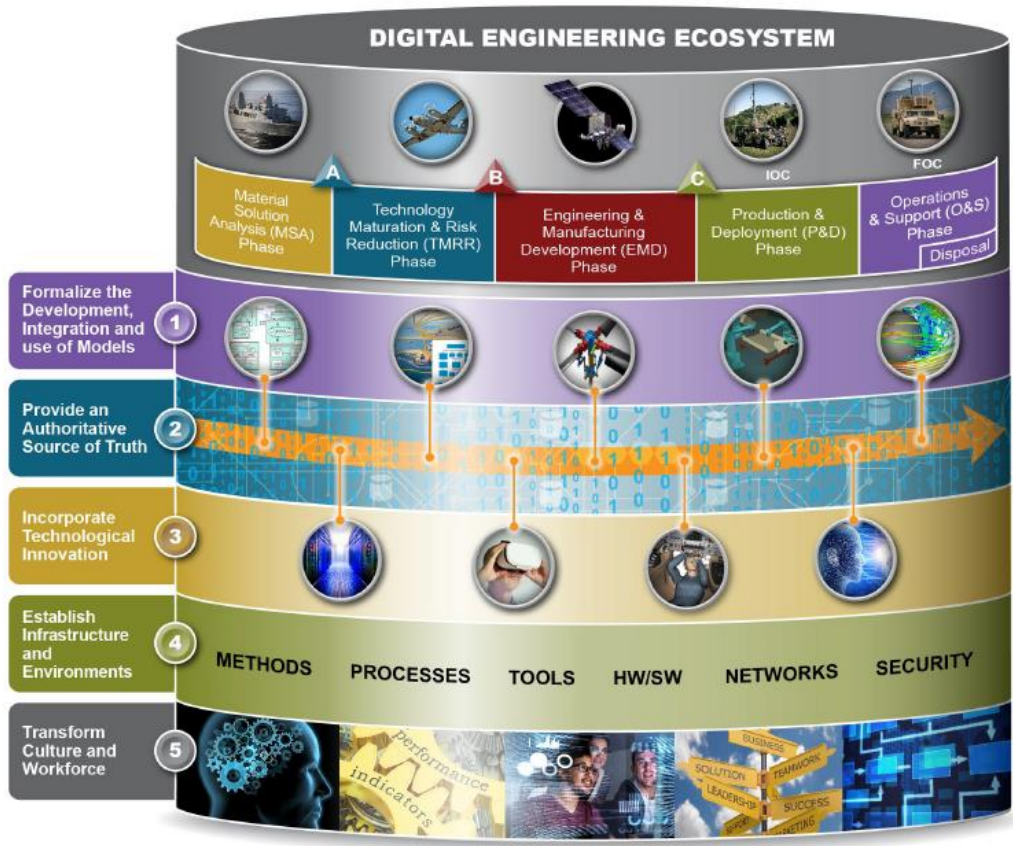 DIGITAL ENGINEERING ECOSYSTEM
IOC
FOC
A
B
C
Material
Solution
Analysis (MSA)
Phase
Technology
Maturation & Risk
Reduction (TMRR)
Phase
Engineering &
Manufacturing
Development (EMD)
Phase
Production &
Deployment (P&D)
Phase
Operations
& Support (O&S)
Phase
Disposal
Formalize the
Development,
Integration and
use of Models
1
Provide an
Authoritative
Source of Truth
2
Incorporate
Technological
Innovation
3
Establish
Infrastructure
and
Environments
4
METHODS
PROCESSES
TOOLS
HW/SW
NETWORKS
SECURITY
Transform
Culture and
Workforce
5
performance
indicators
BUSINESS
SOLUTION
TEAMWORK
LEADERSHIP
SUCCESS
SUPPORT
MARKETING